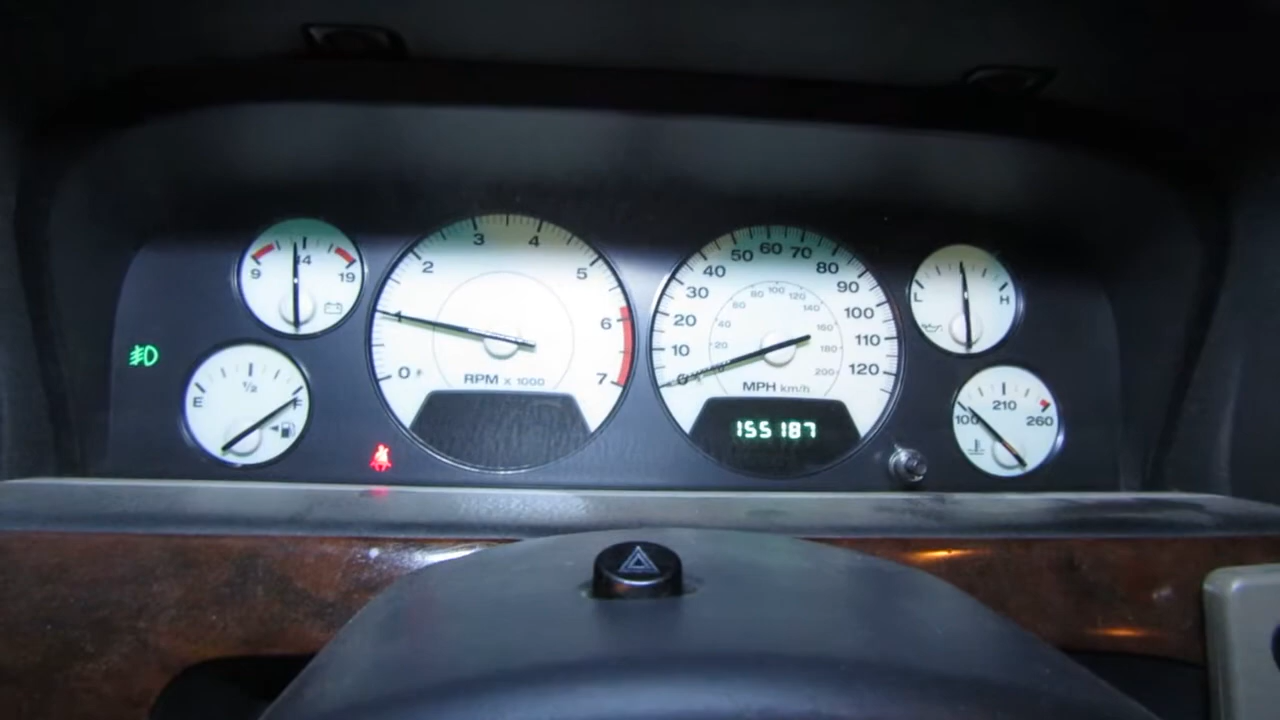 9 14 19
E 1/2 F
0 1 2 3 4 5 6 7
RPM x 1000
0 10 20 30 40 50 60 70 80 90 100 110 120
20 40 60 80 100 120 140 160 180 200
MPH km/h
155187
L H
100 210 260